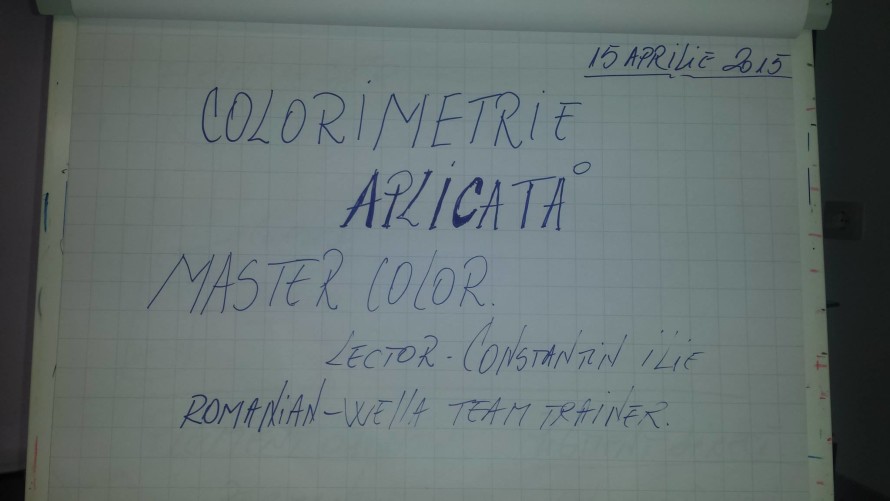 15 APRILIE 2015
COLORIMETRIE
APLICATĂ
MASTER COLOR.
LECTOR - CONSTANTIN ILIE
ROMANIAN - WELLA TEAM TRAINER.